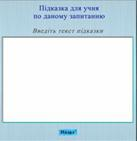 Підказка для учня
по даному запитанню
Введіть текст підказки
Назад